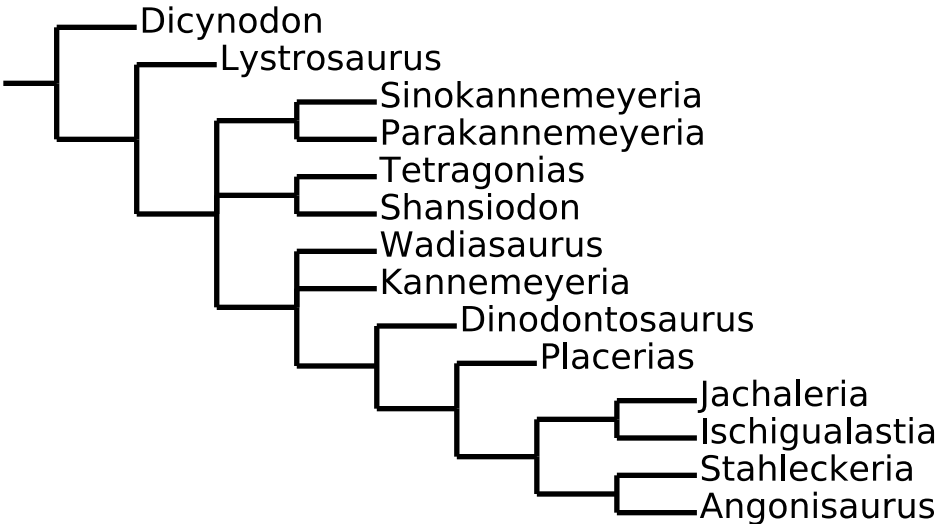 Dicynodon
Lystrosaurus
Sinokannemeyeria
Parakannemeyeria
Tetragonias
Shansiodon
Wadiasaurus
Kannemeyeria
Dinodontosaurus
Placerias
Jachaleria
Ischigualastia
Stahleckeria
Angonisaurus